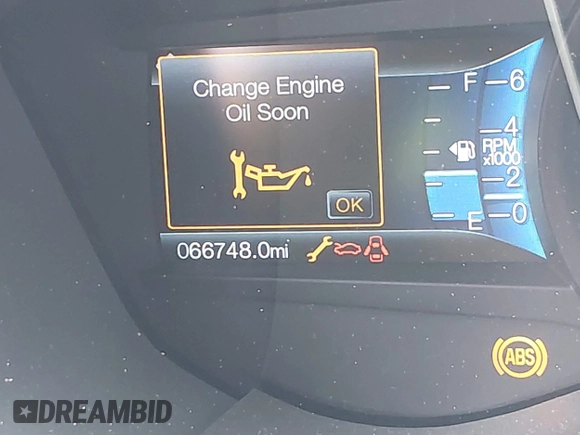 Change Engine
Oil Soon
OK
F
E
6
4
RPM
x1000
2
0
066748.0mi
ABS
DREAMBID